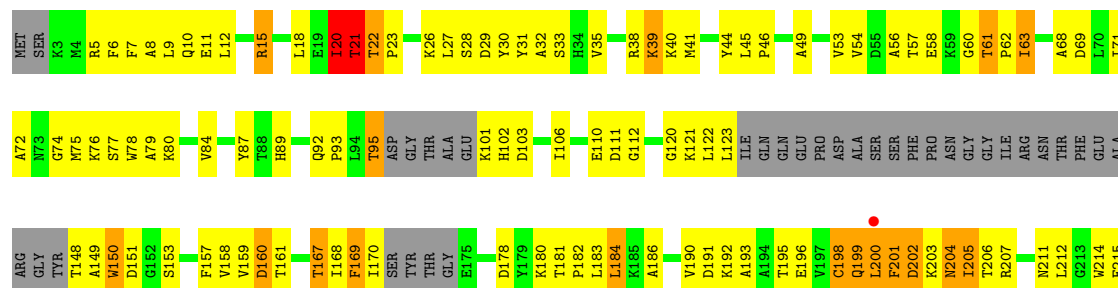 MET SER K3 M4 R5 F6 F7 A8 L9 Q10 E11 L12 R15 L18 E19 I20 T21 T22 P23 K26 L27 S28 D29 Y30 Y31 A32 S33 H34 V35 R38 K39 K40 M41 Y44 L45 P46 A49 V53 V54 D55 A56 T57 E58 K59 G60 T61 P62 I63 A68 D69 L70 I71
A72 N73 G74 M75 K76 S77 W78 A79 K80 V84 Y87 T88 H89 Q92 P93 L94 T95 ASP GLY THR ALA GLU K101 H102 D103 I106 E110 D111 G112 G120 K121 L122 L123 ILE GLN GLN GLU PRO ASP ALA SER SER PHE PRO ASN GLY GLY ILE ARG ASN THR PHE GLU ALA
ARG GLY TYR T148 A149 W150 D151 G152 S153 F157 V158 V159 D160 T161 T167 I168 F169 I170 SER TYR THR GLY E175 D178 Y179 K180 T181 P182 L183 L184 K185 A186 V190 D191 K192 A193 A194 T195 E196 V197 C198 Q199 L200 F201 D202 K203 N204 I205 T206 R207 N211 L212 G213 W214 E215